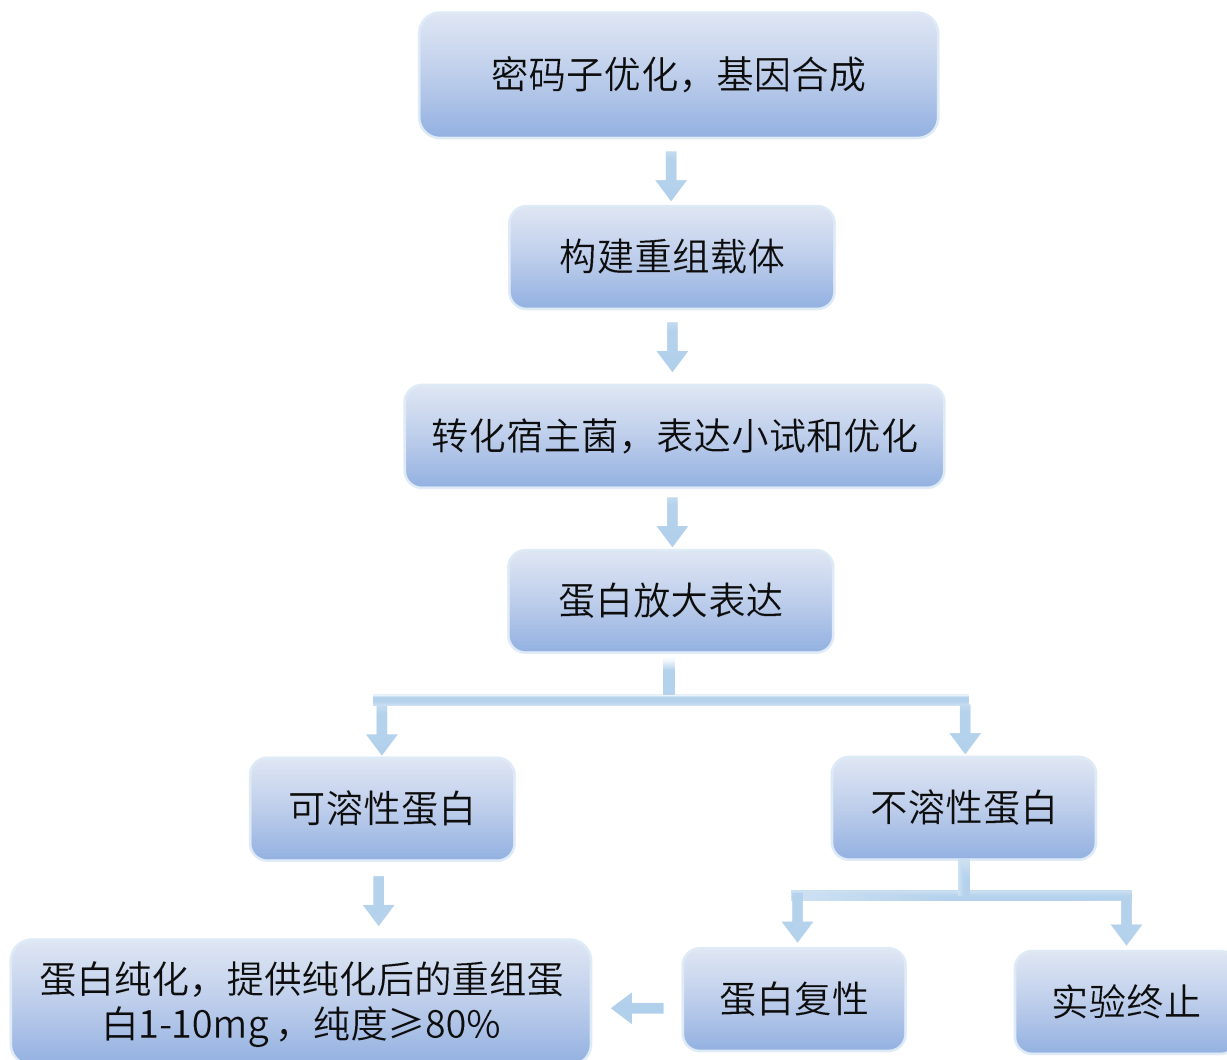 密码子优化，基因合成
构建重组载体
转化宿主菌，表达小试和优化
蛋白放大表达
可溶性蛋白
不溶性蛋白
蛋白纯化，提供纯化后的重组蛋
白1-10mg，纯度≥80%
蛋白复性
实验终止